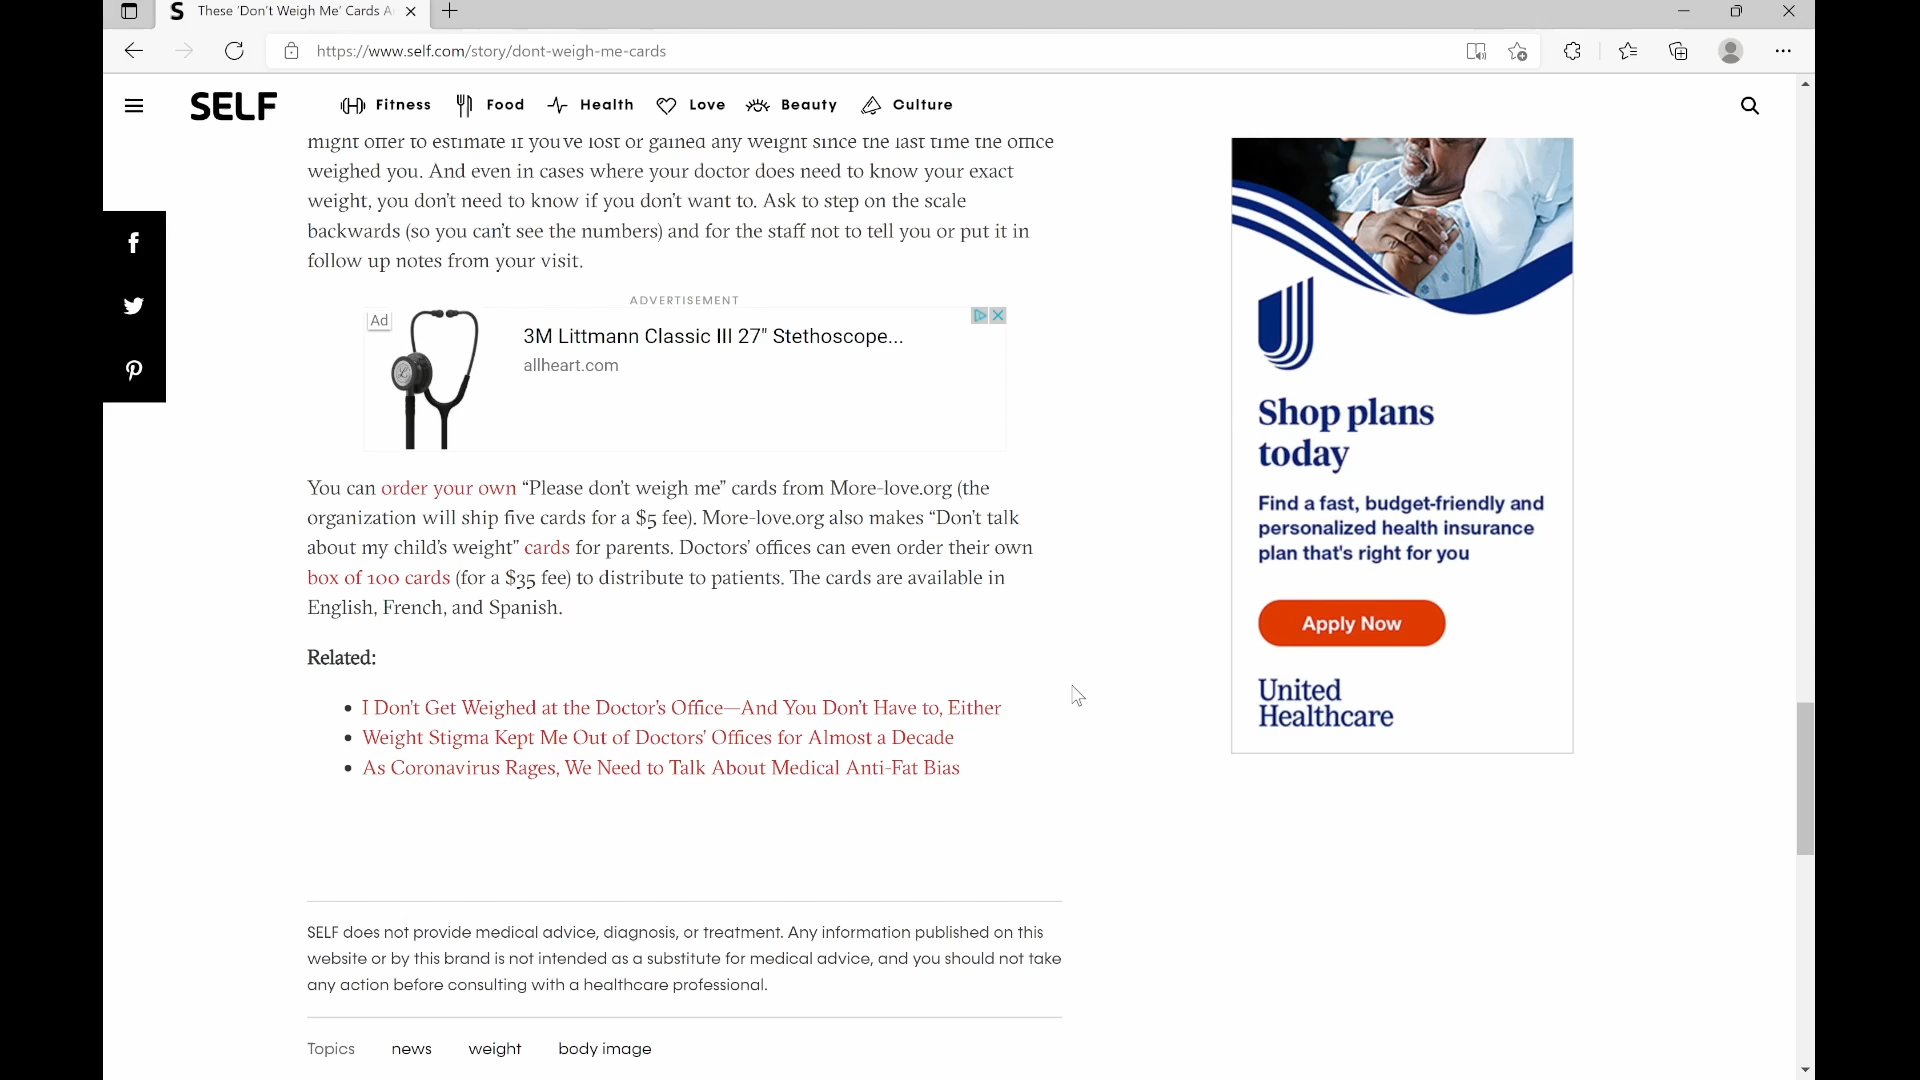 These 'Don't Weigh Me' Cards A
https://www.self.com/story/dont-weigh-me-cards
SELF
Fitness
Food
Health
Love
Beauty
Culture
might offer to estimate if you've lost or gained any weight since the last time the office
weighed you. And even in cases where your doctor does need to know your exact
weight, you don't need to know if you don't want to. Ask to step on the scale
backwards (so you can't see the numbers) and for the staff not to tell you or put it in
follow up notes from your visit.
ADVERTISEMENT
Ad
3M Littmann Classic III 27" Stethoscope...
allheart.com
You can order your own “Please don't weigh me” cards from More-love.org (the
organization will ship five cards for a $5 fee). More-love.org also makes “Don't talk
about my child's weight” cards for parents. Doctors' offices can even order their own
box of 100 cards (for a $35 fee) to distribute to patients. The cards are available in
English, French, and Spanish.
Related:
I Don't Get Weighed at the Doctor's Office—And You Don't Have to, Either
Weight Stigma Kept Me Out of Doctors' Offices for Almost a Decade
As Coronavirus Rages, We Need to Talk About Medical Anti-Fat Bias
SELF does not provide medical advice, diagnosis, or treatment. Any information published on this
website or by this brand is not intended as a substitute for medical advice, and you should not take
any action before consulting with a healthcare professional.
Topics
news
weight
body image
Shop plans
today
Find a fast, budget-friendly and
personalized health insurance
plan that's right for you
Apply Now
United
Healthcare